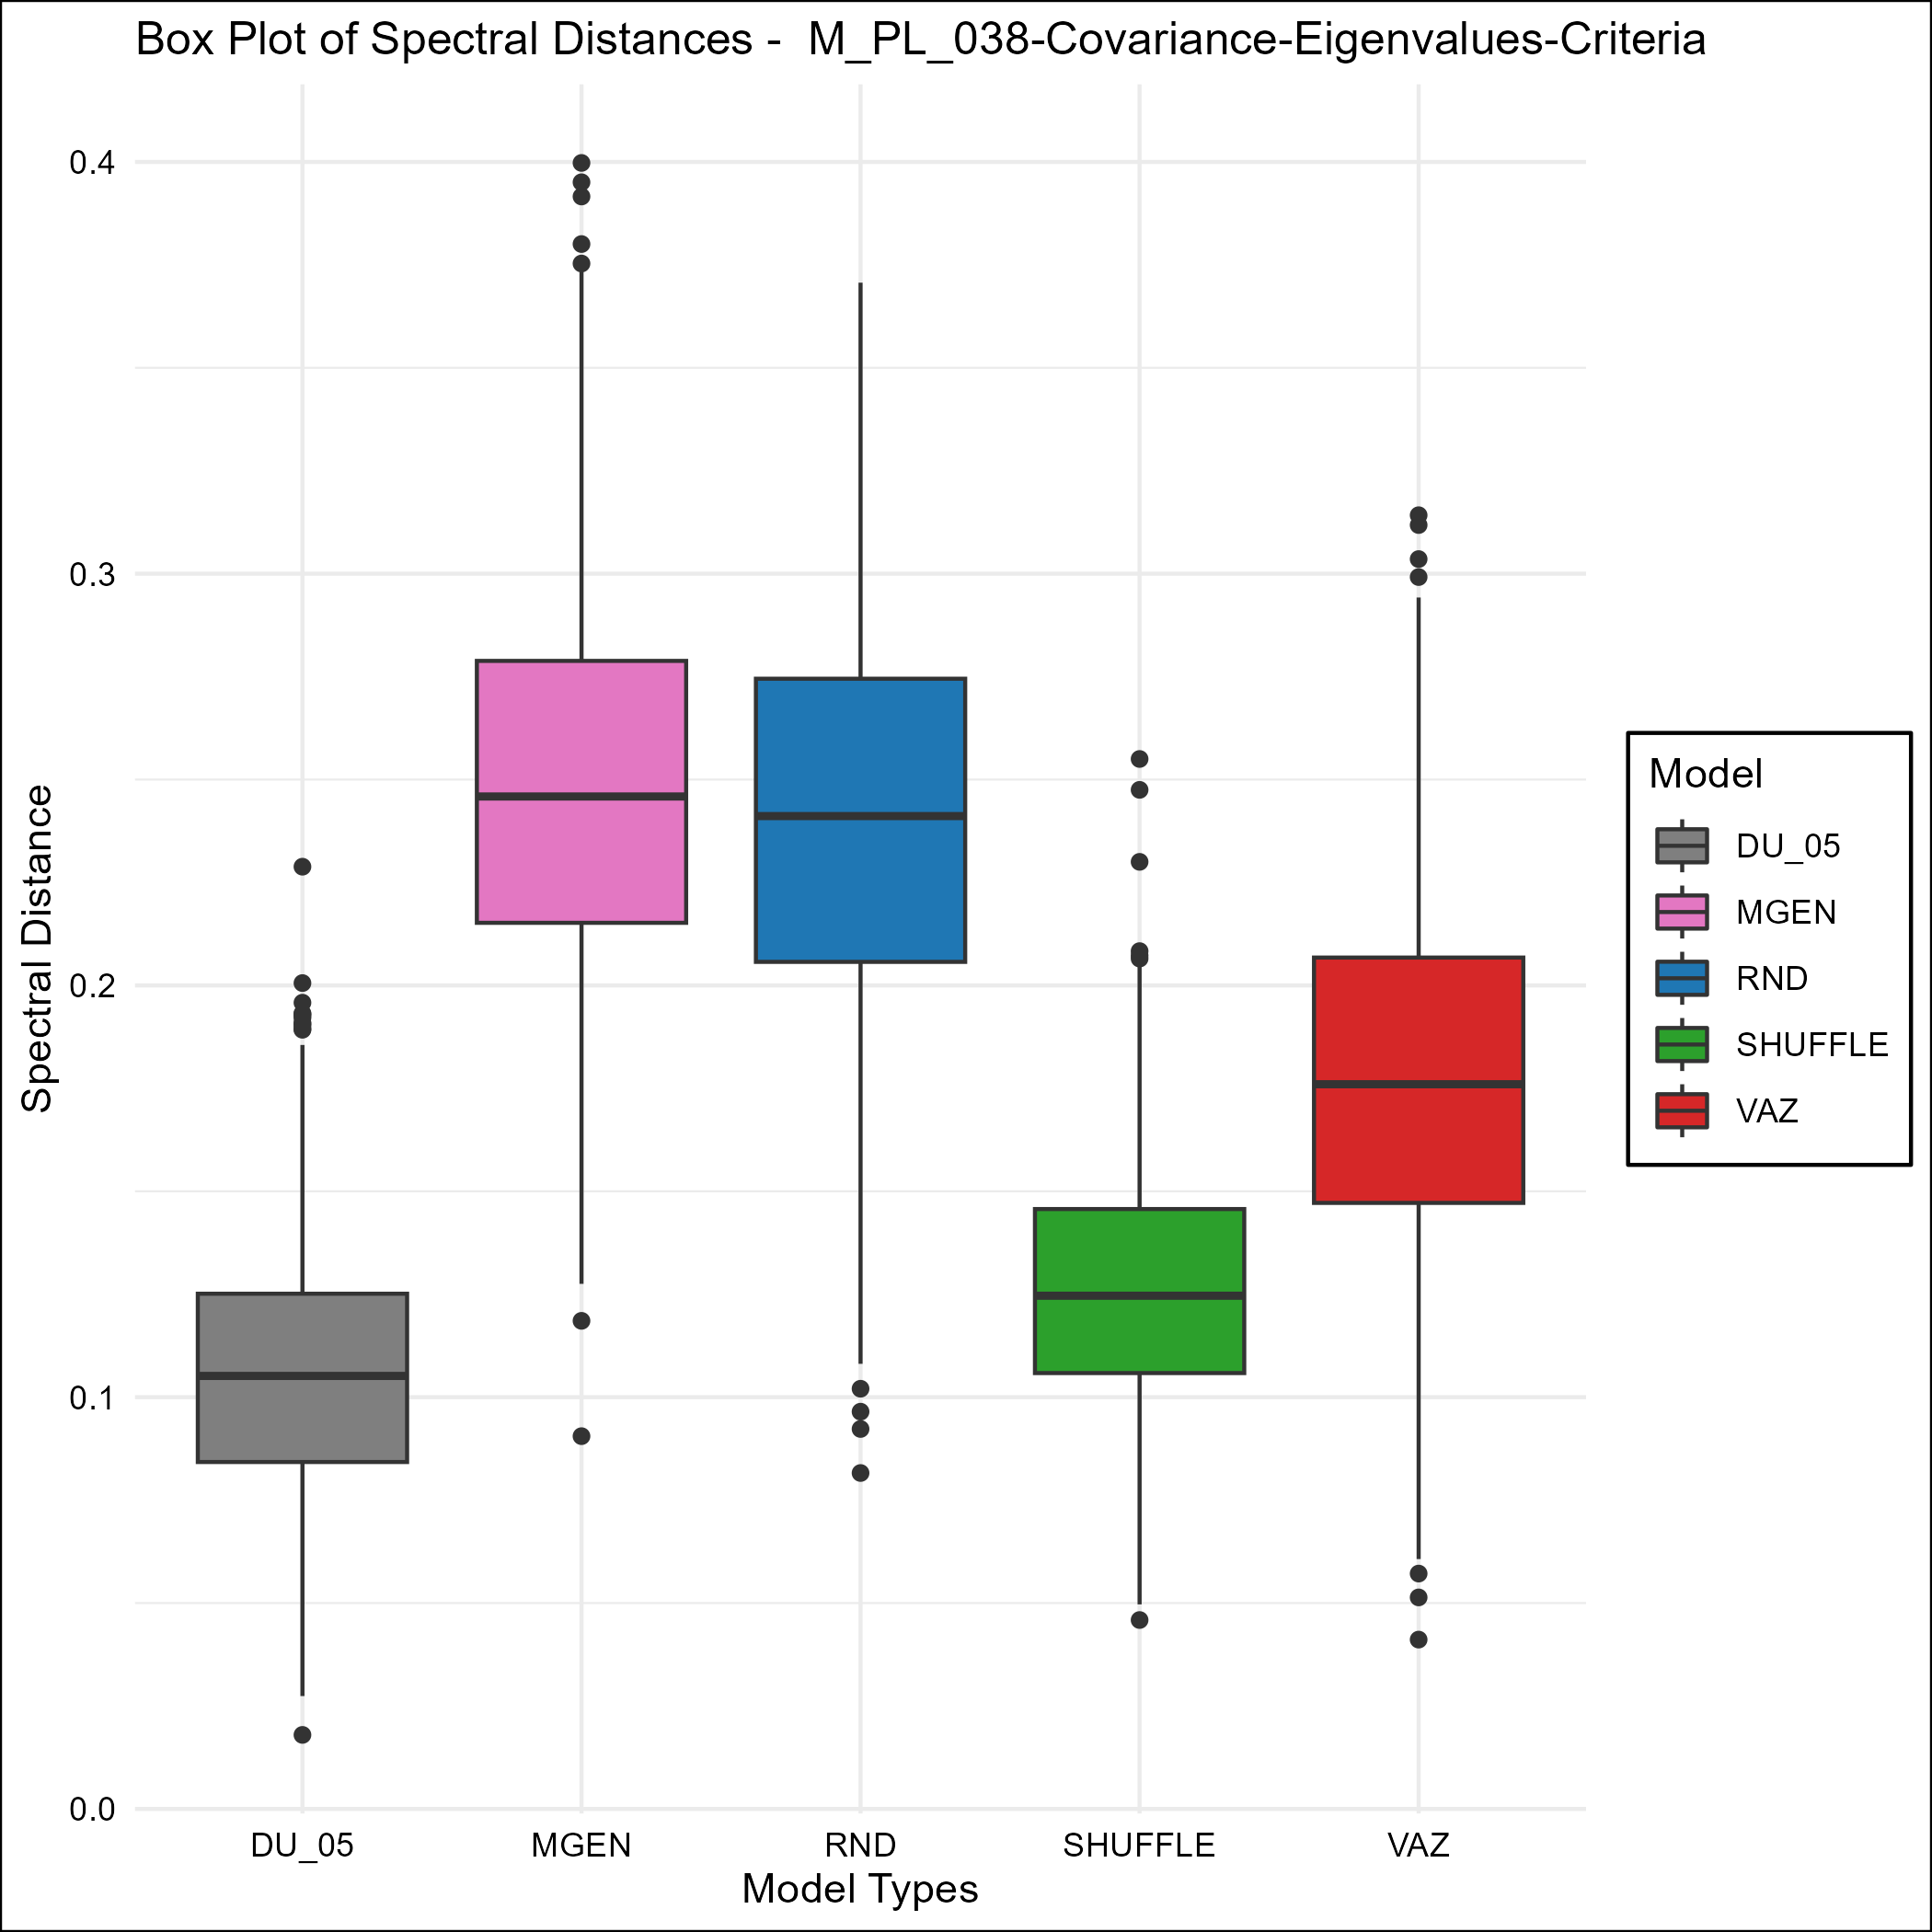 Box Plot of Spectral Distances -  M_PL_038-Covariance-Eigenvalues-Criteria
Spectral Distance
0.4
0.3
0.2
0.1
0.0
DU_05
MGEN
RND
SHUFFLE
VAZ
Model Types
Model
DU_05
MGEN
RND
SHUFFLE
VAZ